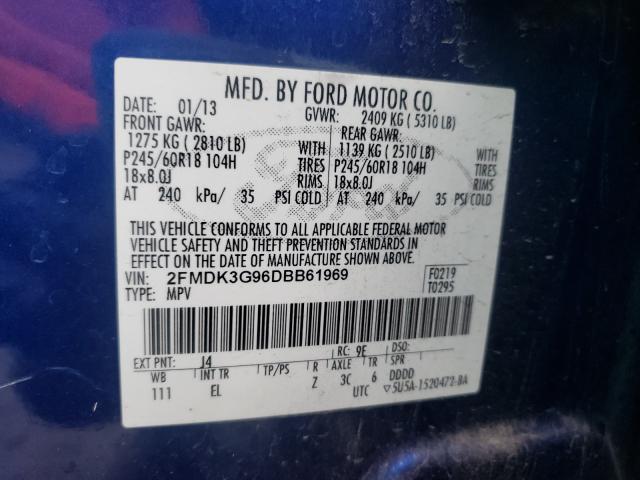 MFD. BY FORD MOTOR CO.
DATE: 01/13 GVWR: 2409 KG ( 5310 LB)
FRONT GAWR: REAR GAWR:
1275 KG ( 2810 LB) WITH 1139 KG ( 2510 LB) WITH
P245/60R18 104H TIRES P245/60R18 104H TIRES
18x8.0J RIMS 18x8.0J RIMS
AT 240 kPa/ 35 PSI COLD AT 240 kPa/ 35 PSI COLD
THIS VEHICLE CONFORMS TO ALL APPLICABLE FEDERAL MOTOR
VEHICLE SAFETY AND THEFT PREVENTION STANDARDS IN
EFFECT ON THE DATE OF MANUFACTURE SHOWN ABOVE.
VIN: 2FMDK3G96DBB61969 F0219
TYPE: MPV T0295
EXT PNT: J4 RC: 9E DSO:
WB INT TR TP/PS R AXLE TR SPR
111 EL Z 3C 6 DDDD
UTC ▽5U5A-1520472-BA